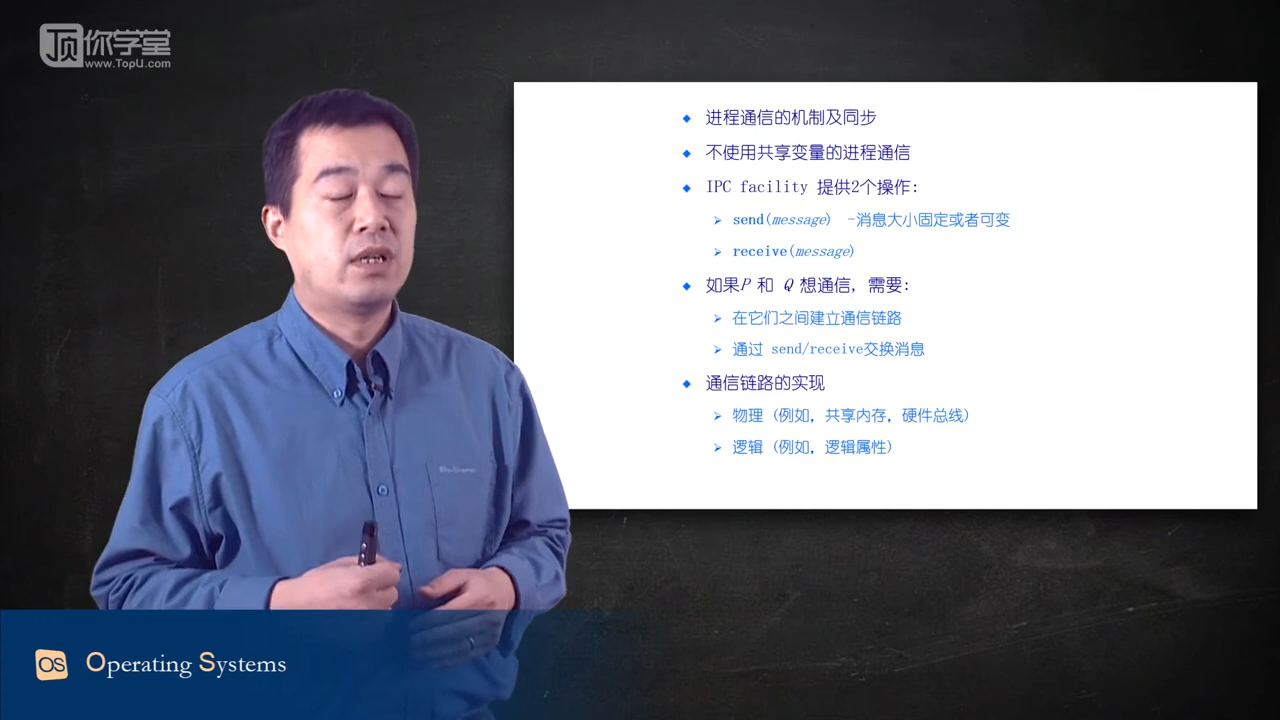 顶你学堂
www.TopU.com
进程通信的机制及同步
不使用共享变量的进程通信
IPC facility 提供2个操作:
send(message) -消息大小固定或者可变
receive(message)
如果P 和 Q 想通信, 需要:
在它们之间建立通信链路
通过 send/receive交换消息
通信链路的实现
物理 (例如, 共享内存, 硬件总线)
逻辑 (例如, 逻辑属性)
OS Operating Systems